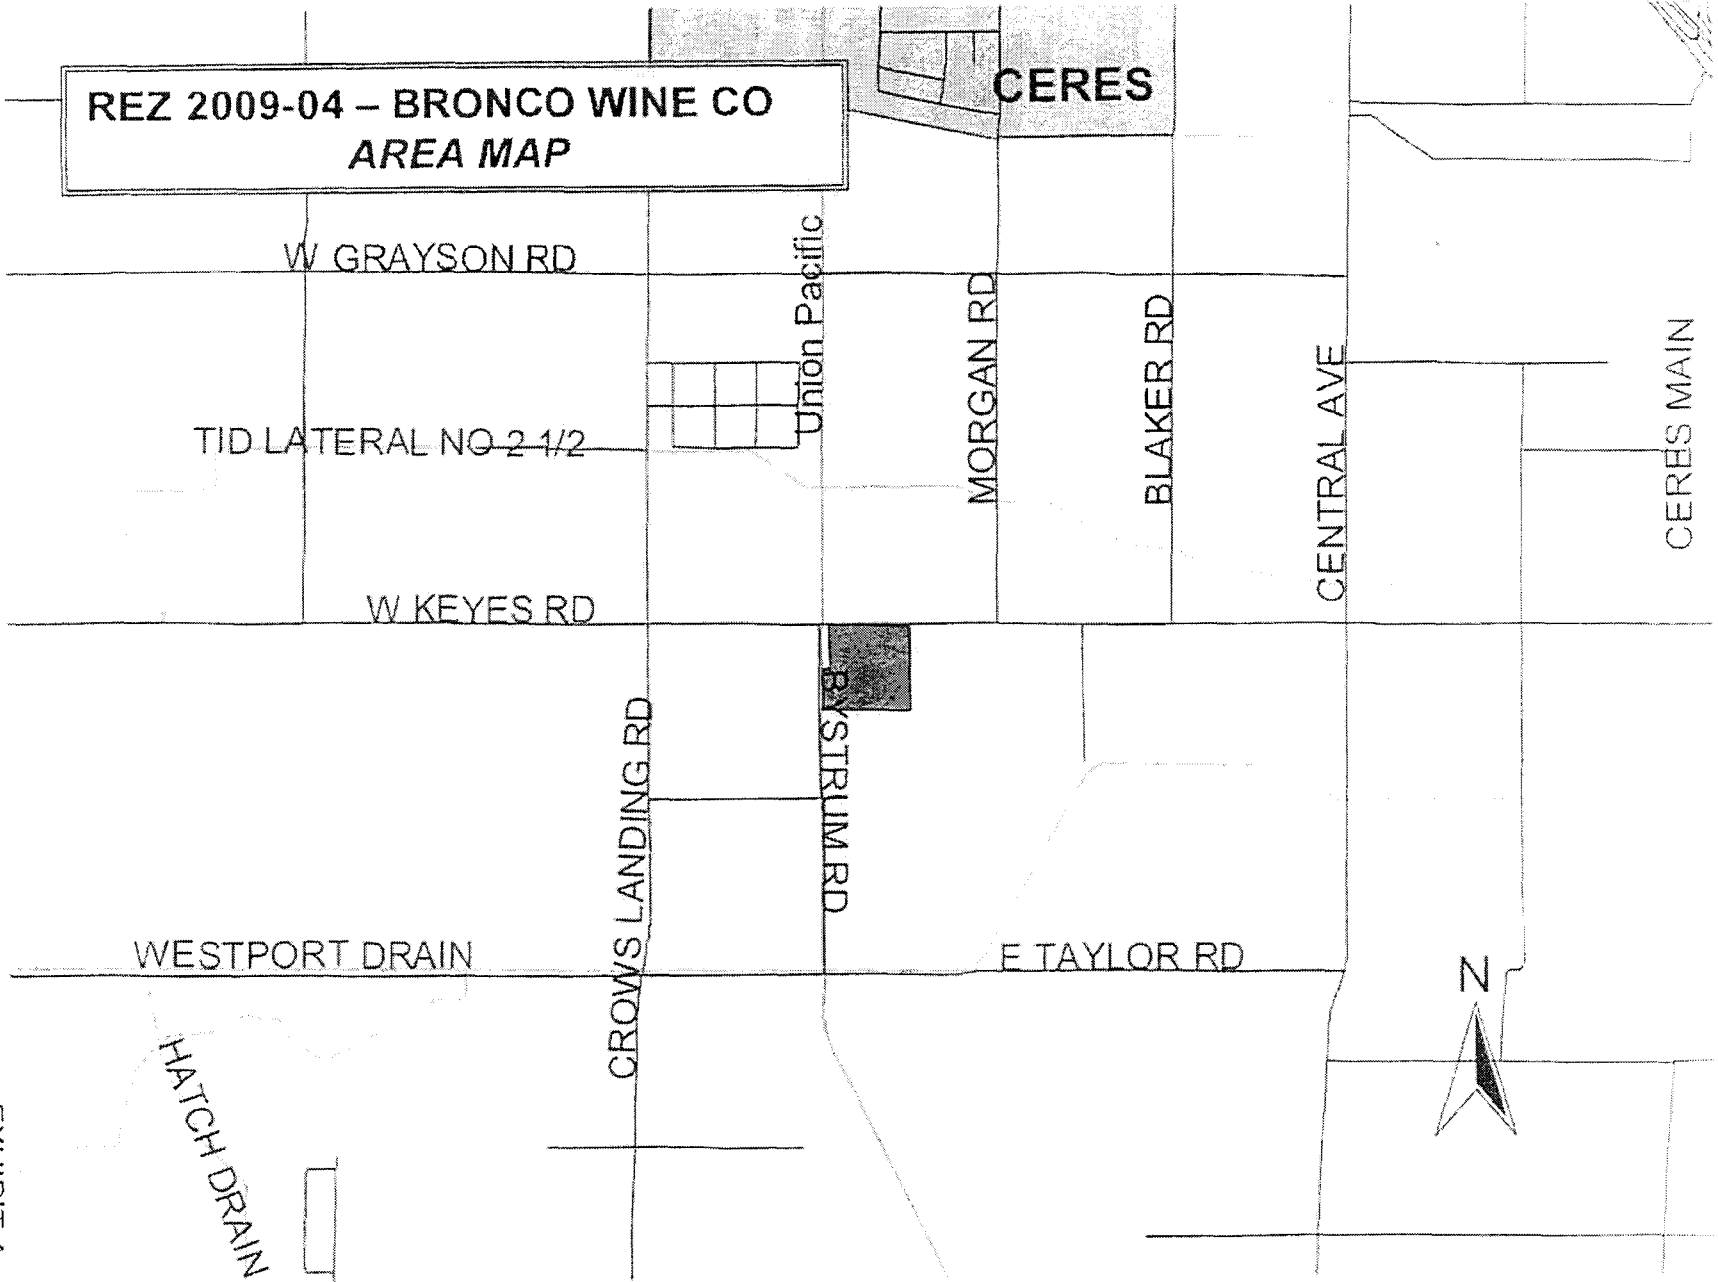 REZ 2009-04 – BRONCO WINE CO
AREA MAP
CERES
W GRAYSON RD
Union Pacific
MORGAN RD
BLAKER RD
CENTRAL AVE
CERES MAIN
TID LATERAL NO 2 1/2
W KEYES RD
BYSTRUM RD
CROWS LANDING RD
WESTPORT DRAIN
E TAYLOR RD
N
HATCH DRAIN